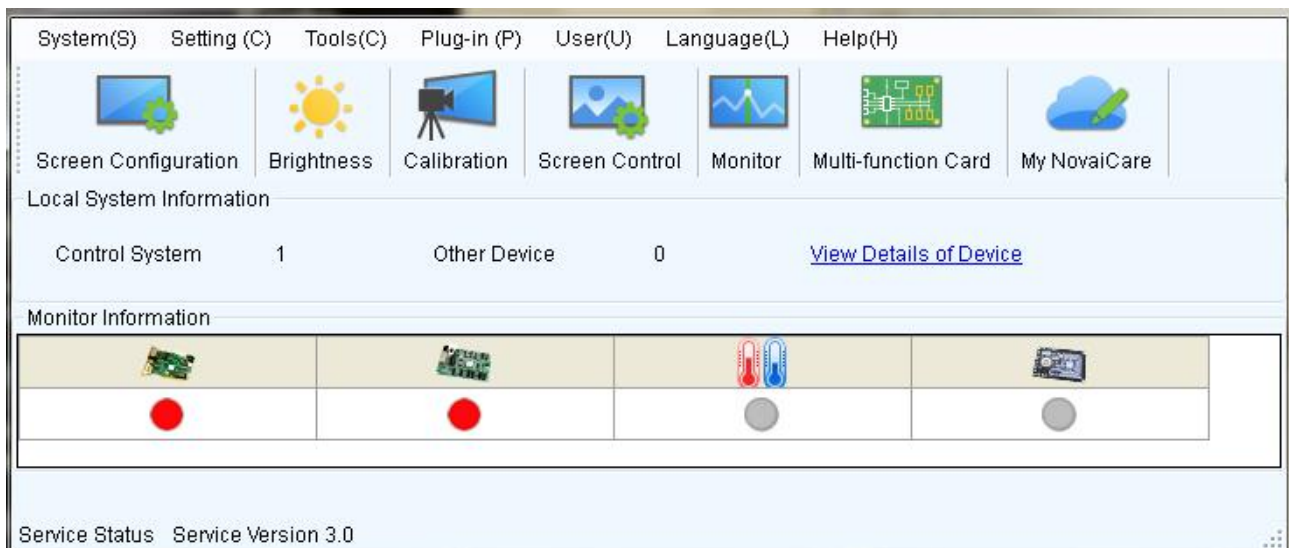 System(S) Setting (C) Tools(C) Plug-in (P) User(U) Language(L) Help(H)
Screen Configuration Brightness Calibration Screen Control Monitor Multi-function Card My NovaiCare
Local System Information
Control System 1 Other Device 0 View Details of Device
Monitor Information
Service Status Service Version 3.0